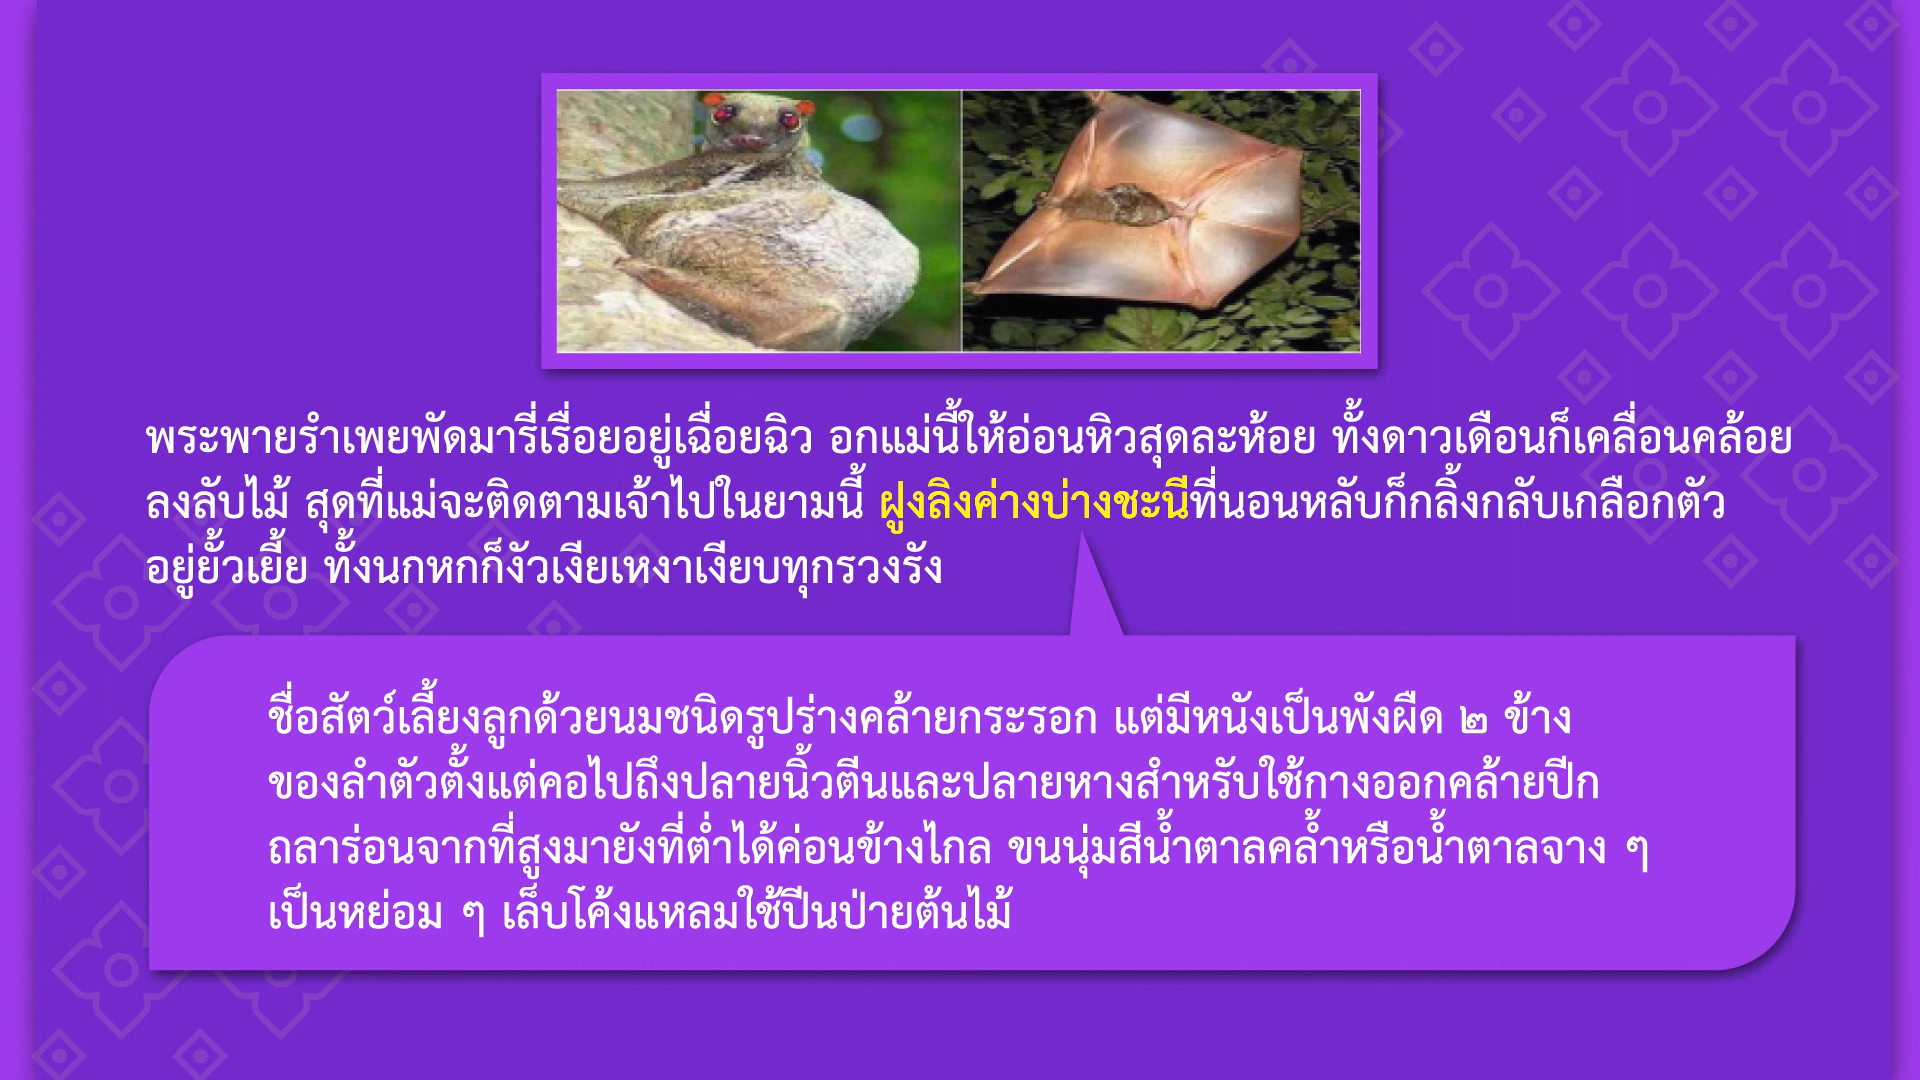 พระพายรำเพยพัดมารี่เรื่อยอยู่เฉื่อยฉิว อกแม่นี้ให้อ่อนหิวสุดละห้อย ทั้งดาวเดือนก็เคลื่อนคล้อย
ลงลับไม้ สุดที่แม่จะติดตามเจ้าไปในยามนี้ ฝูงลิงค่างบ่างชะนีที่นอนหลับก็กลิ้งกลับเกลือกตัว
อยู่ยั้วเยี้ย ทั้งนกหกก็งัวเงียเหงาเงียบทุกรวงรัง
ชื่อสัตว์เลี้ยงลูกด้วยนมชนิดรูปร่างคล้ายกระรอก แต่มีหนังเป็นพังผืด ๒ ข้าง
ของลำตัวตั้งแต่คอไปถึงปลายนิ้วตีนและปลายหางสำหรับใช้กางออกคล้ายปีก
ถลาร่อนจากที่สูงมายังที่ต่ำได้ค่อนข้างไกล ขนนุ่มสีน้ำตาลคล้ำหรือน้ำตาลจาง ๆ
เป็นหย่อม ๆ เล็บโค้งแหลมใช้ปีนป่ายต้นไม้